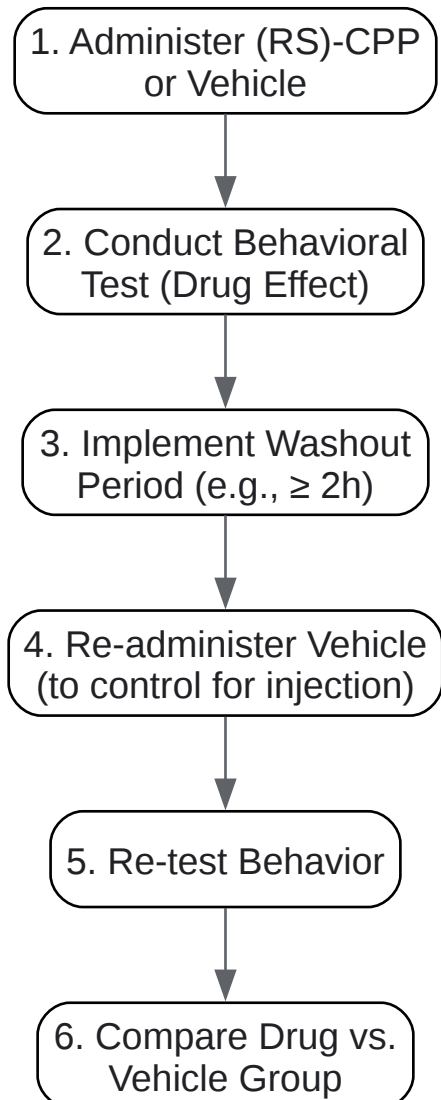 1. Administer (RS)-CPP
or Vehicle
2. Conduct Behavioral
Test (Drug Effect)
3. Implement Washout
Period (e.g., ≥ 2h)
4. Re-administer Vehicle
(to control for injection)
5. Re-test Behavior
6. Compare Drug vs.
Vehicle Group